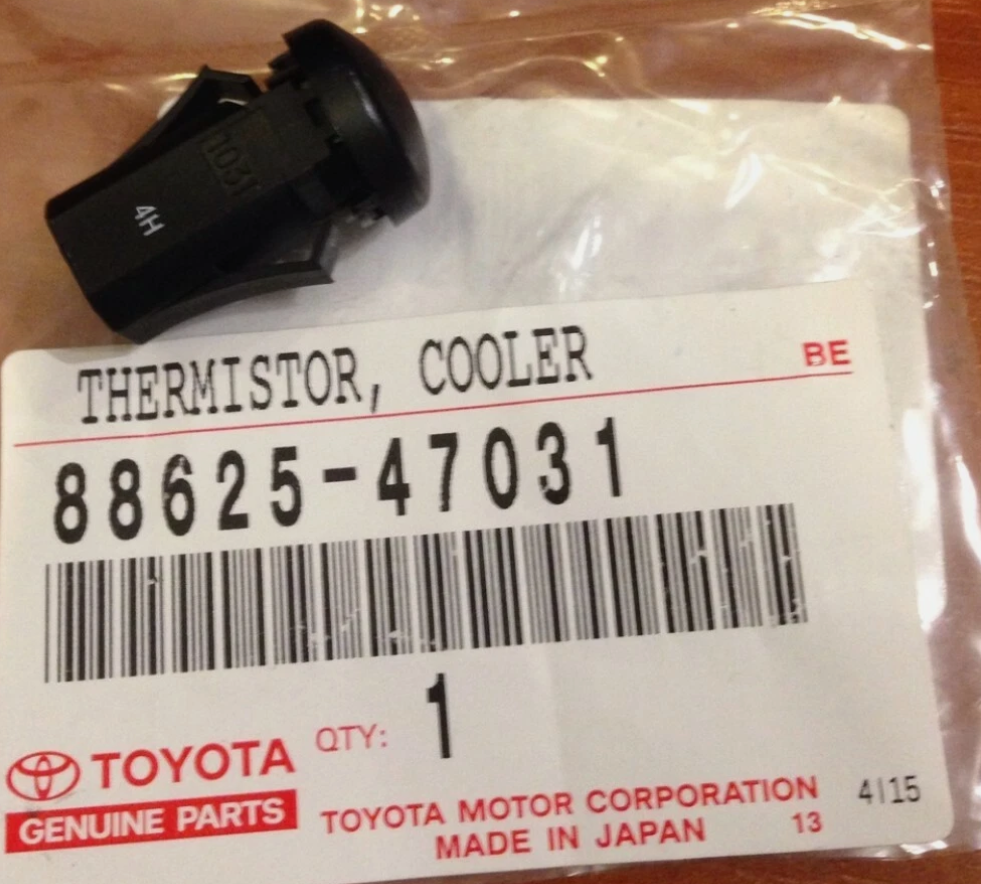 1031
4H
THERMISTOR, COOLER
BE
88625-47031
QTY: 1
TOYOTA
GENUINE PARTS
TOYOTA MOTOR CORPORATION
MADE IN JAPAN 13
4/15